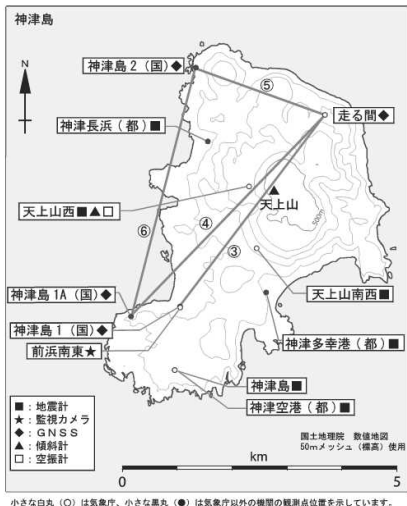 神津島
N
神津島2(国)◆
⑤
走る間◆
神津長浜(都)■
天上山西■▲□
天上山
500m
④
⑥
③
神津島1A(国)◆
天上山南西■
神津島1(国)◆
前浜南東★
神津多幸港(都)■
神津島■
神津空港(都)■
■:地震計
★:監視カメラ
◆:GNSS
▲:傾斜計
□:空振計
国土地理院 数値地図
50mメッシュ(標高)使用
km
0
5
小さな白丸(○)は気象庁、小さな黒丸(●)は気象庁以外の機関の観測点位置を示しています。